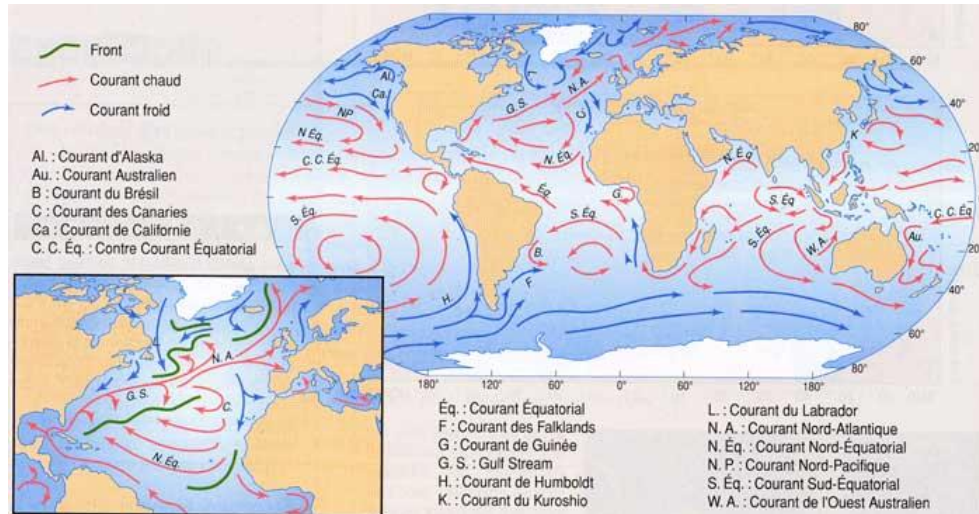 Front
Courant chaud
Courant froid
Al. : Courant d'Alaska
Au. : Courant Australien
B : Courant du Brésil
C : Courant des Canaries
Ca : Courant de Californie
C. C. Éq. : Contre Courant Équatorial
80°
60°
40°
20°
0°
20°
40°
60°
80°
Al.
Ca.
NP
N Éq.
C. C. Éq.
S. Éq.
H.
L.
G. S.
N. A.
C.
N. Éq.
Éq.
G.
S. Éq.
B.
F
N. Éq
S. Éq
S. Éq.
W. A.
K
C. C. Éq
Au.
180°
120°
60°
0°
60°
120°
180°
G. S.
N. A.
C.
N. Éq.
Éq. : Courant Équatorial
F : Courant des Falklands
G : Courant de Guinée
G. S. : Gulf Stream
H. : Courant de Humboldt
K : Courant du Kuroshio
L. : Courant du Labrador
N. A. : Courant Nord-Atlantique
N. Éq. : Courant Nord-Équatorial
N. P. : Courant Nord-Pacifique
S. Éq. : Courant Sud-Équatorial
W. A. : Courant de l'Ouest Australien